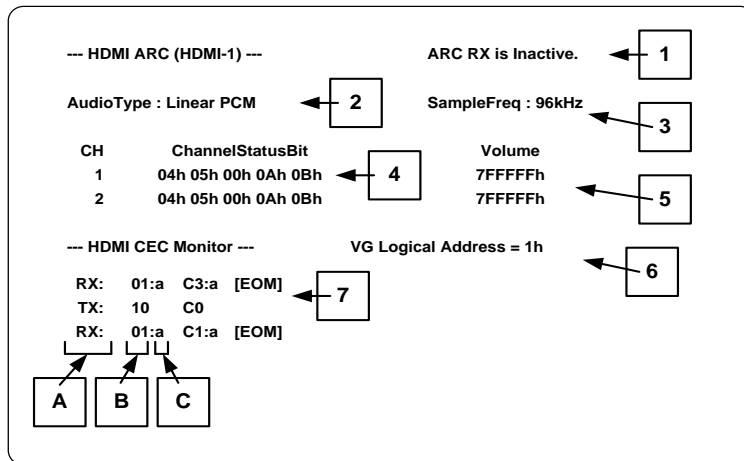 --- HDMI ARC (HDMI-1) --- ARC RX is Inactive. 1
AudioType : Linear PCM 2 SampleFreq : 96kHz 3
CH ChannelStatusBit Volume
1 04h 05h 00h 0Ah 0Bh 4 7FFFFFh
2 04h 05h 00h 0Ah 0Bh 7FFFFFh 5
--- HDMI CEC Monitor --- VG Logical Address = 1h 6
RX: 01:a C3:a [EOM] 7
TX: 10 C0
RX: 01:a C1:a [EOM]
A B C